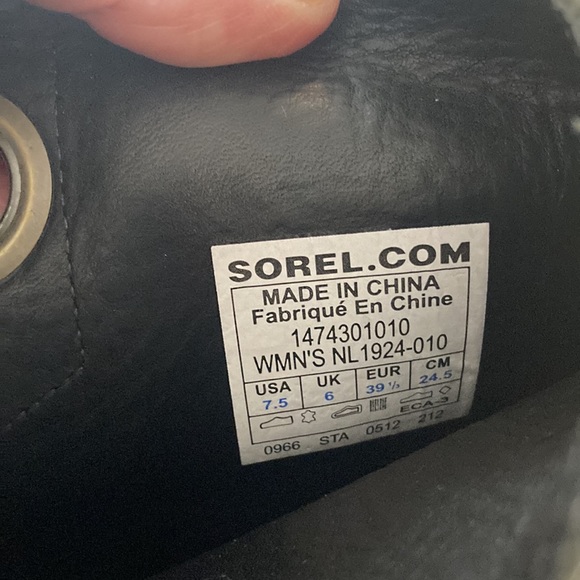 SOREL.COM
MADE IN CHINA
Fabriqué En Chine
1474301010
WMN'S NL1924-010
USA UK EUR CM
7.5 6 39 ½ 24.5
ECA-3
0966 STA 0512 212